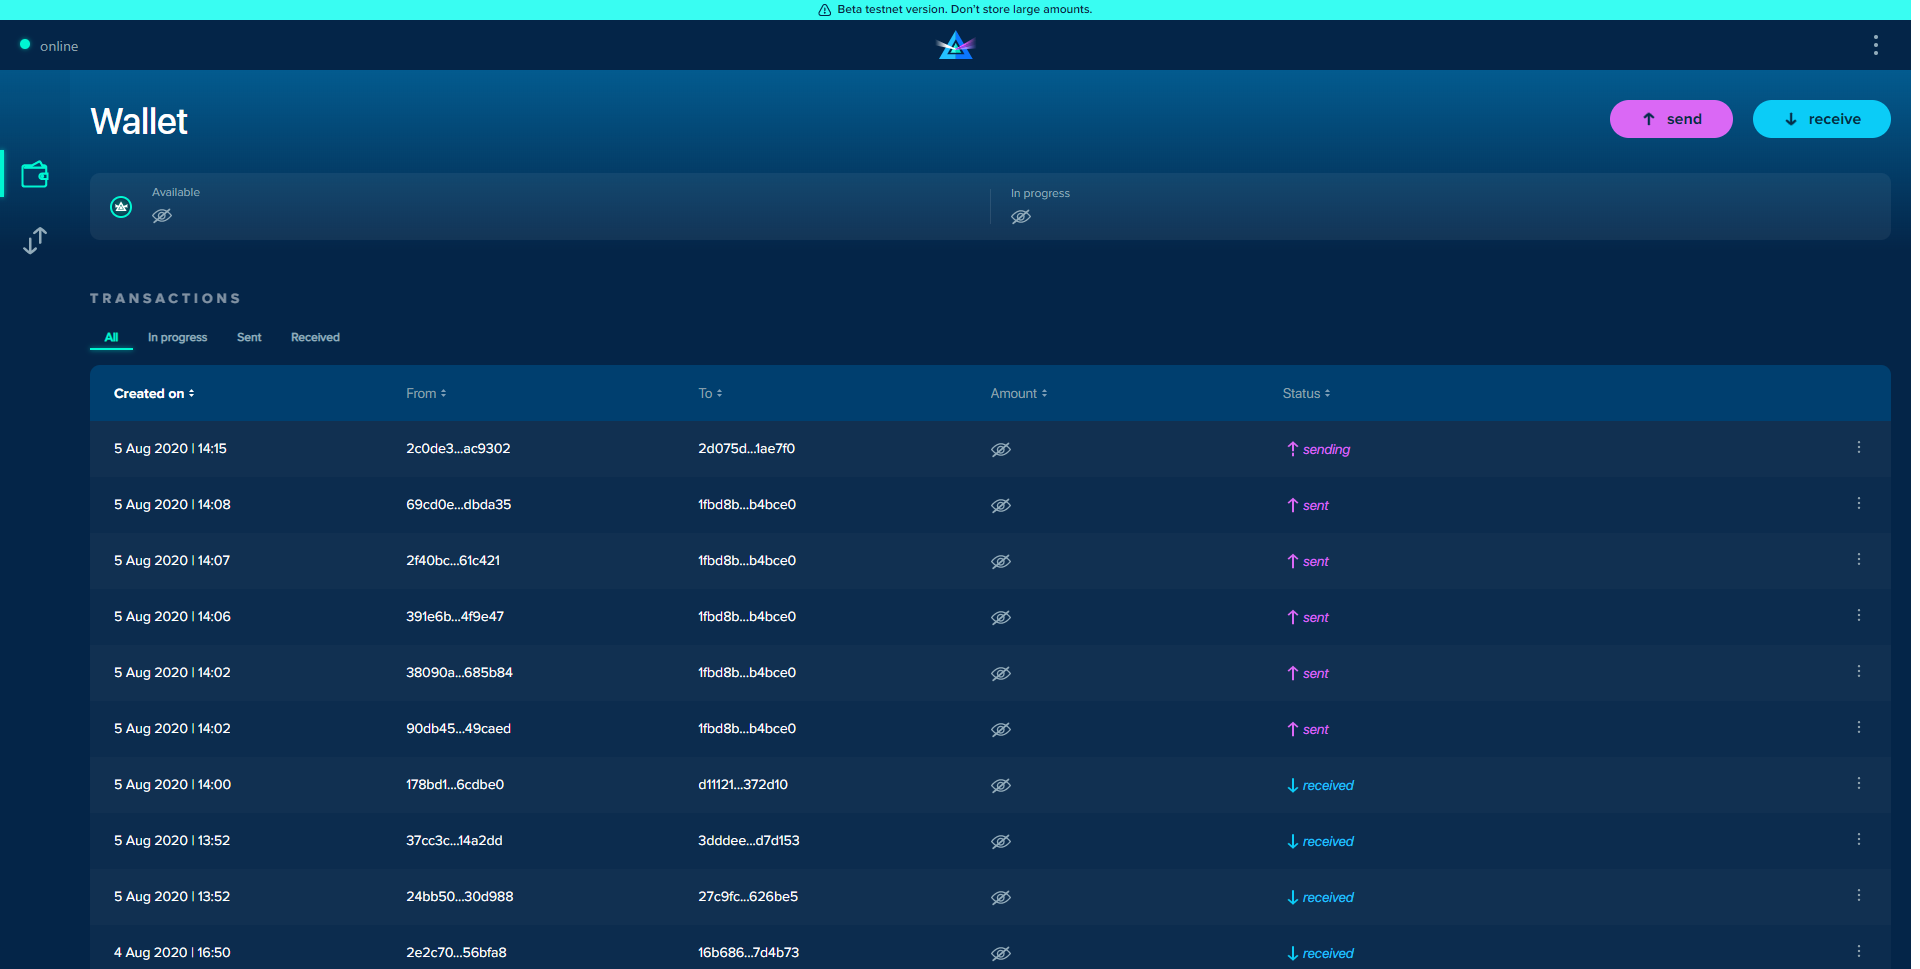 Beta testnet version. Don't store large amounts.
online
Wallet
send
receive
Available
In progress
TRANSACTIONS
All In progress Sent Received
Created on From To Amount Status
5 Aug 2020 | 14:15 2c0de3...ac9302 2d075d...1ae7f0 sending
5 Aug 2020 | 14:08 69cd0e...dbda35 1fbd8b...b4bce0 sent
5 Aug 2020 | 14:07 2f40bc...61c421 1fbd8b...b4bce0 sent
5 Aug 2020 | 14:06 391e6b...4f9e47 1fbd8b...b4bce0 sent
5 Aug 2020 | 14:02 38090a...685b84 1fbd8b...b4bce0 sent
5 Aug 2020 | 14:02 90db45...49caed 1fbd8b...b4bce0 sent
5 Aug 2020 | 14:00 178bd1...6cdbe0 d11121...372d10 received
5 Aug 2020 | 13:52 37cc3c...14a2dd 3dddee...d7d153 received
5 Aug 2020 | 13:52 24bb50...30d988 27c9fc...626be5 received
4 Aug 2020 | 16:50 2e2c70...56bfa8 16b686...7d4b73 received